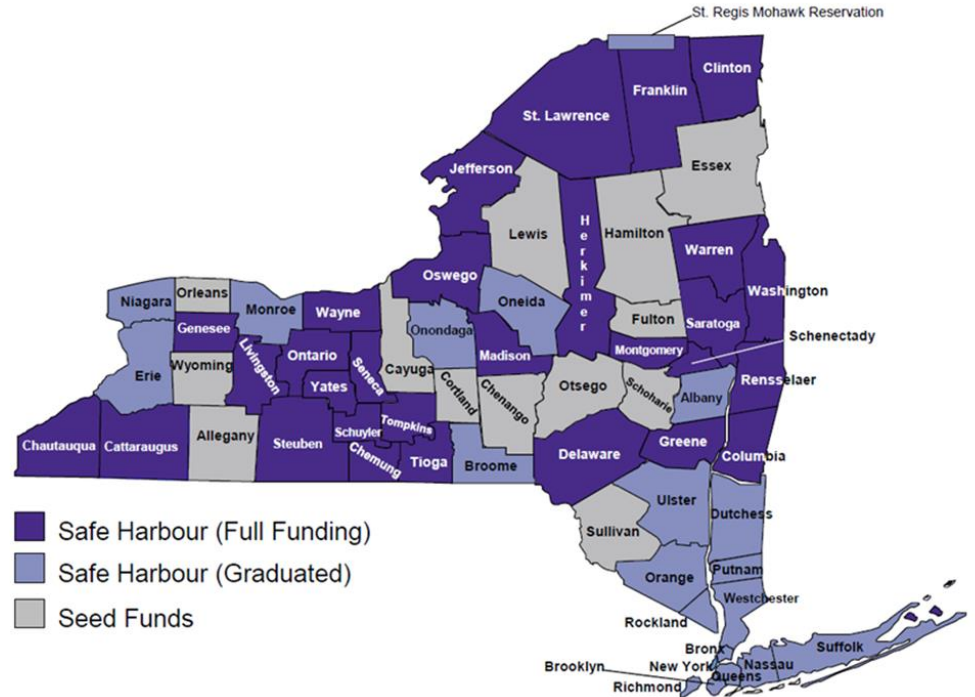 St. Regis Mohawk Reservation
Clinton
Franklin
St. Lawrence
Essex
Jefferson
Lewis
Herkimer
Hamilton
Warren
Oswego
Oneida
Washington
Niagara
Orleans
Monroe
Wayne
Fulton
Saratoga
Genesee
Onondaga
Schenectady
Livingston
Ontario
Seneca
Cayuga
Madison
Montgomery
Erie
Wyoming
Yates
Cortland
Chenango
Otsego
Schoharie
Albany
Rensselaer
Chautauqua
Cattaraugus
Allegany
Steuben
Schuyler
Tompkins
Chemung
Tioga
Broome
Delaware
Greene
Columbia
Ulster
Dutchess
Sullivan
Orange
Putnam
Westchester
Rockland
Bronx
Brooklyn
New York
Queens
Nassau
Suffolk
Richmond
Safe Harbour (Full Funding)
Safe Harbour (Graduated)
Seed Funds